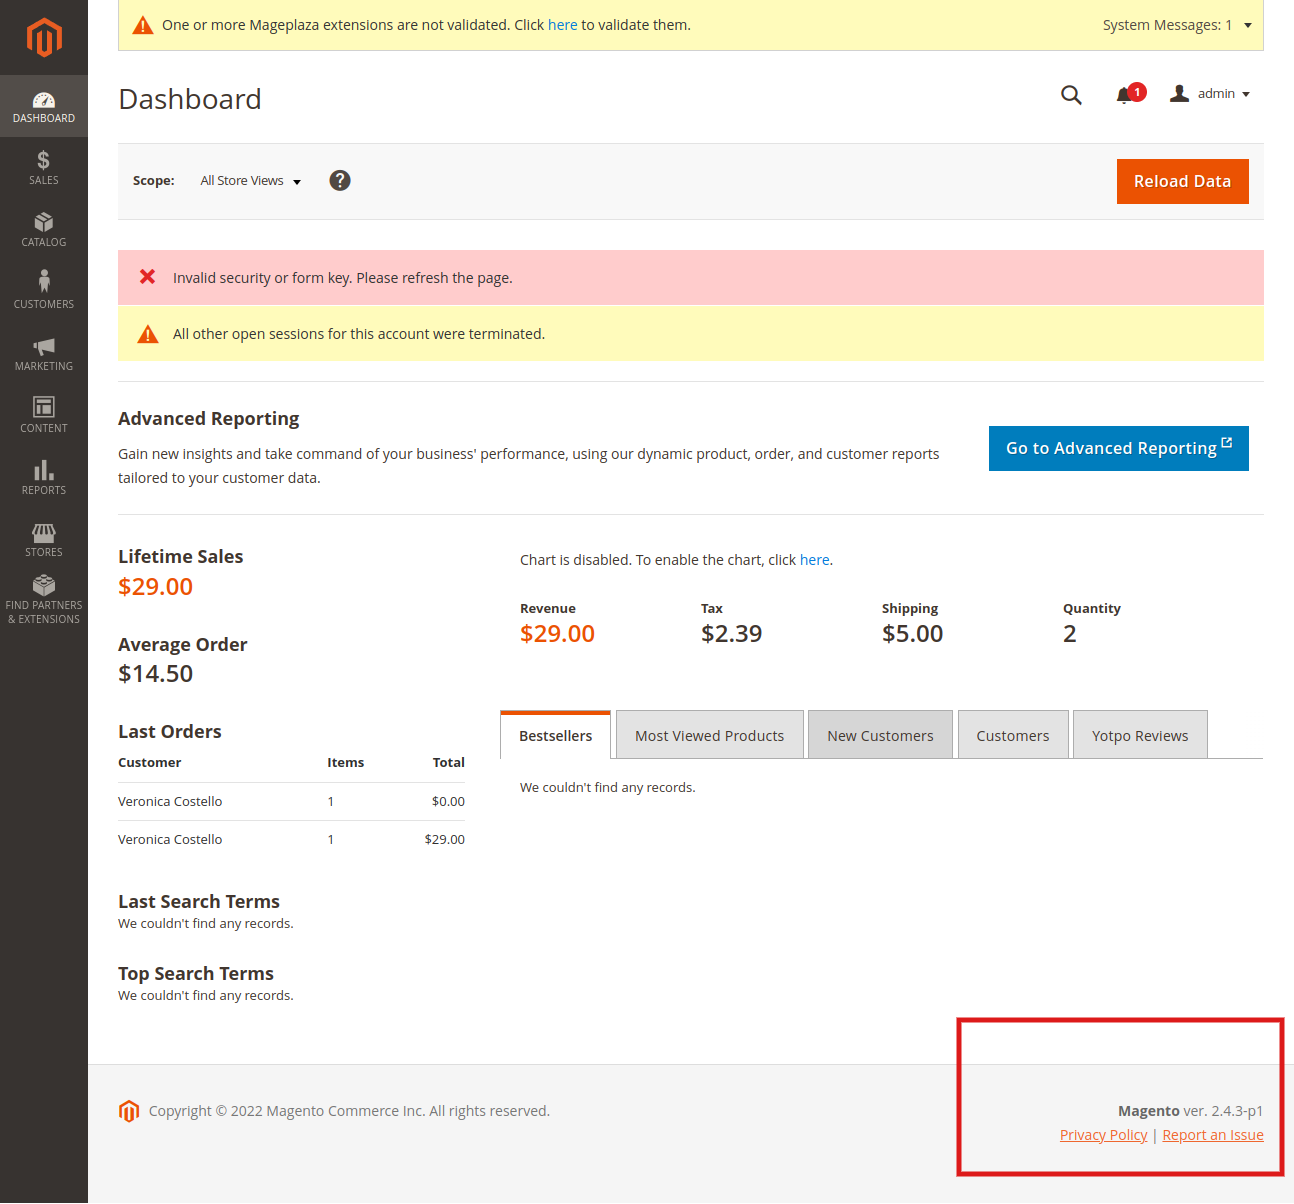 One or more Mageplaza extensions are not validated. Click here to validate them.
System Messages: 1
Dashboard
1
admin
DASHBOARD
SALES
CATALOG
CUSTOMERS
MARKETING
CONTENT
REPORTS
STORES
FIND PARTNERS
& EXTENSIONS
Scope: All Store Views ?
Reload Data
Invalid security or form key. Please refresh the page.
All other open sessions for this account were terminated.
Advanced Reporting
Gain new insights and take command of your business' performance, using our dynamic product, order, and customer reports
tailored to your customer data.
Go to Advanced Reporting
Lifetime Sales
$29.00
Average Order
$14.50
Last Orders
Customer Items Total
Veronica Costello 1 $0.00
Veronica Costello 1 $29.00
Last Search Terms
We couldn't find any records.
Top Search Terms
We couldn't find any records.
Chart is disabled. To enable the chart, click here.
Revenue Tax Shipping Quantity
$29.00 $2.39 $5.00 2
Bestsellers Most Viewed Products New Customers Customers Yotpo Reviews
We couldn't find any records.
Copyright © 2022 Magento Commerce Inc. All rights reserved.
Magento ver. 2.4.3-p1
Privacy Policy | Report an Issue